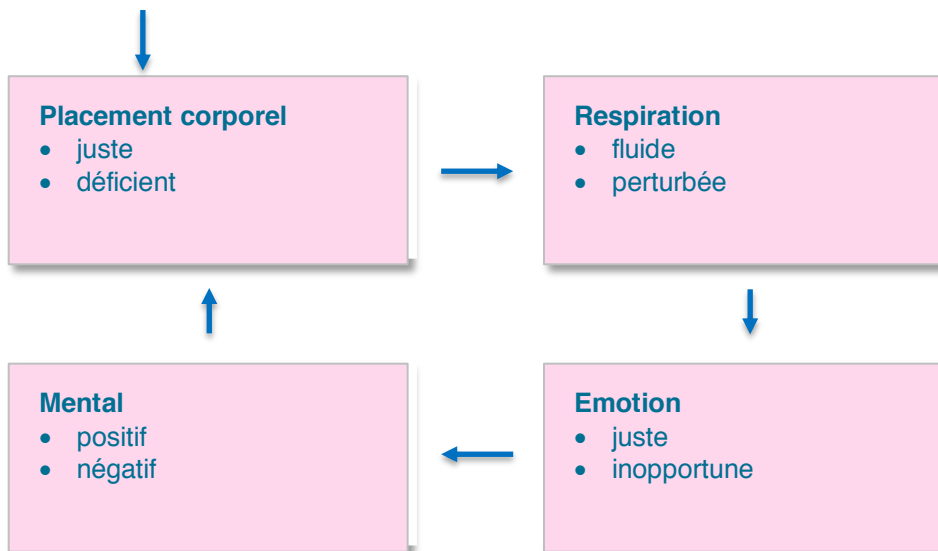 Placement corporel
• juste
• déficient
Respiration
• fluide
• perturbée
Mental
• positif
• négatif
Emotion
• juste
• inopportune